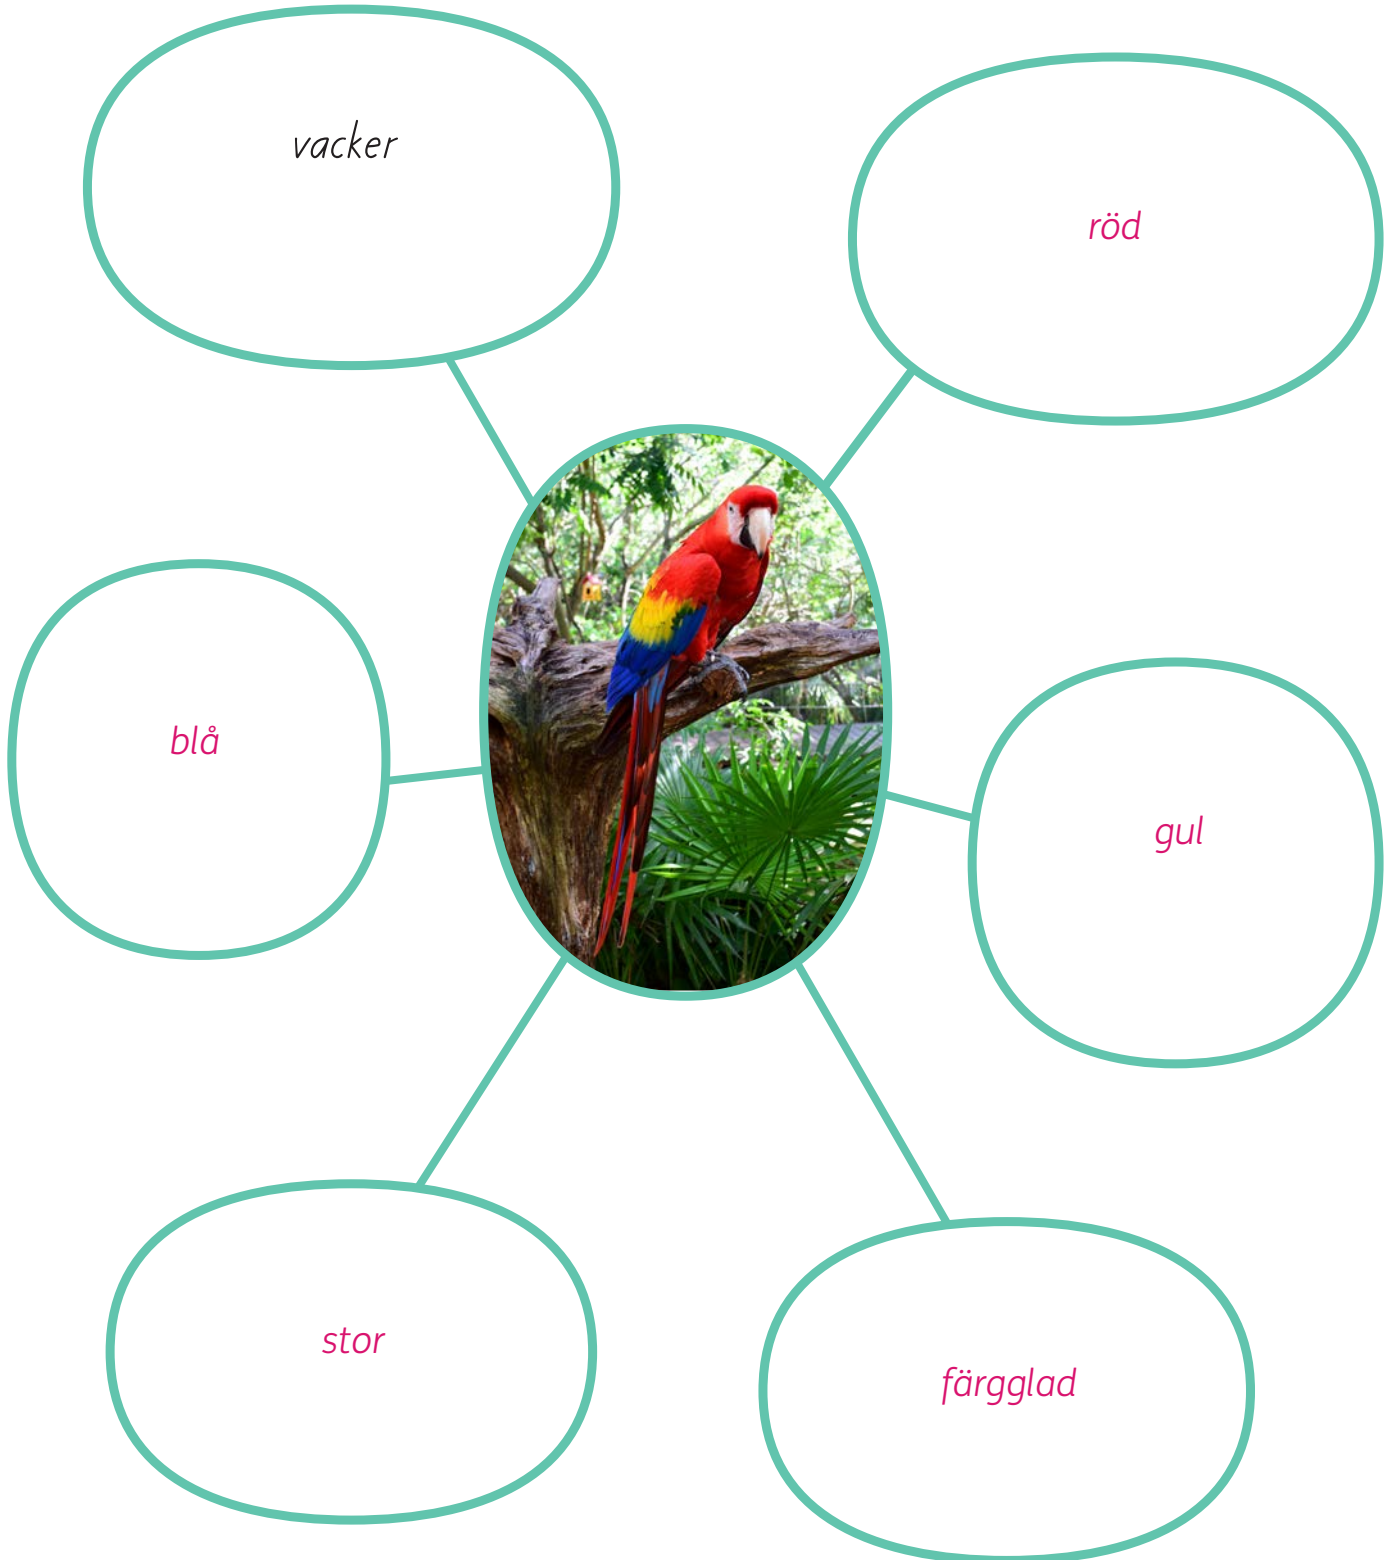 vacker
röd
blå
gul
stor
färgglad